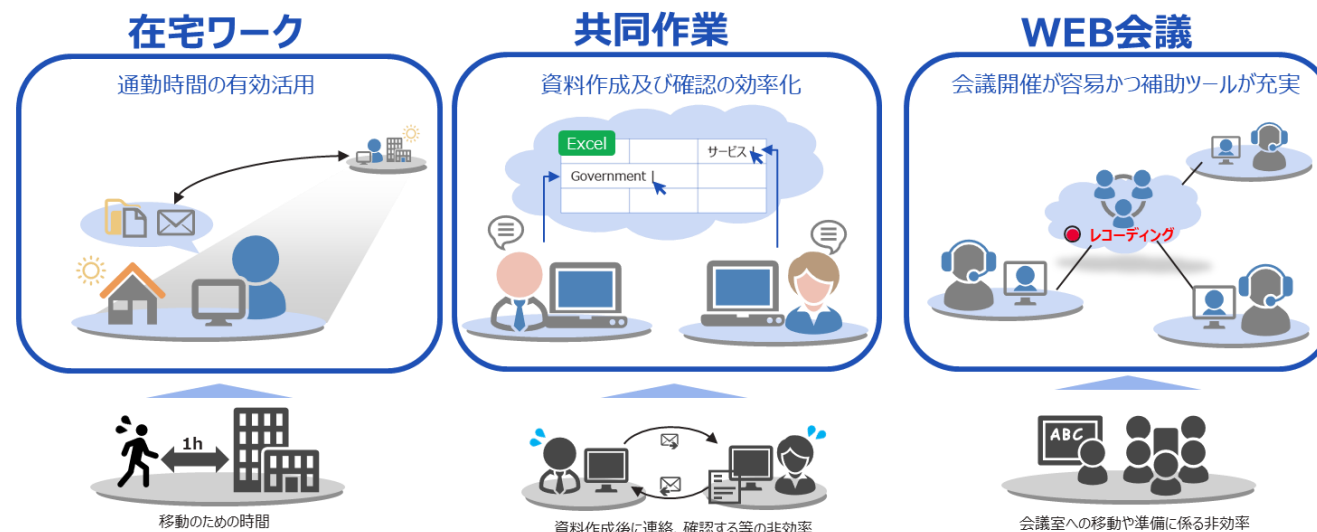 在宅ワーク
通勤時間の有効活用
1h
移動のための時間
共同作業
資料作成及び確認の効率化
Excel
サービス
Government
資料作成後に連絡、確認する等の非効率
WEB会議
会議開催が容易かつ補助ツールが充実
レコーディング
ABC
会議室への移動や準備に係る非効率